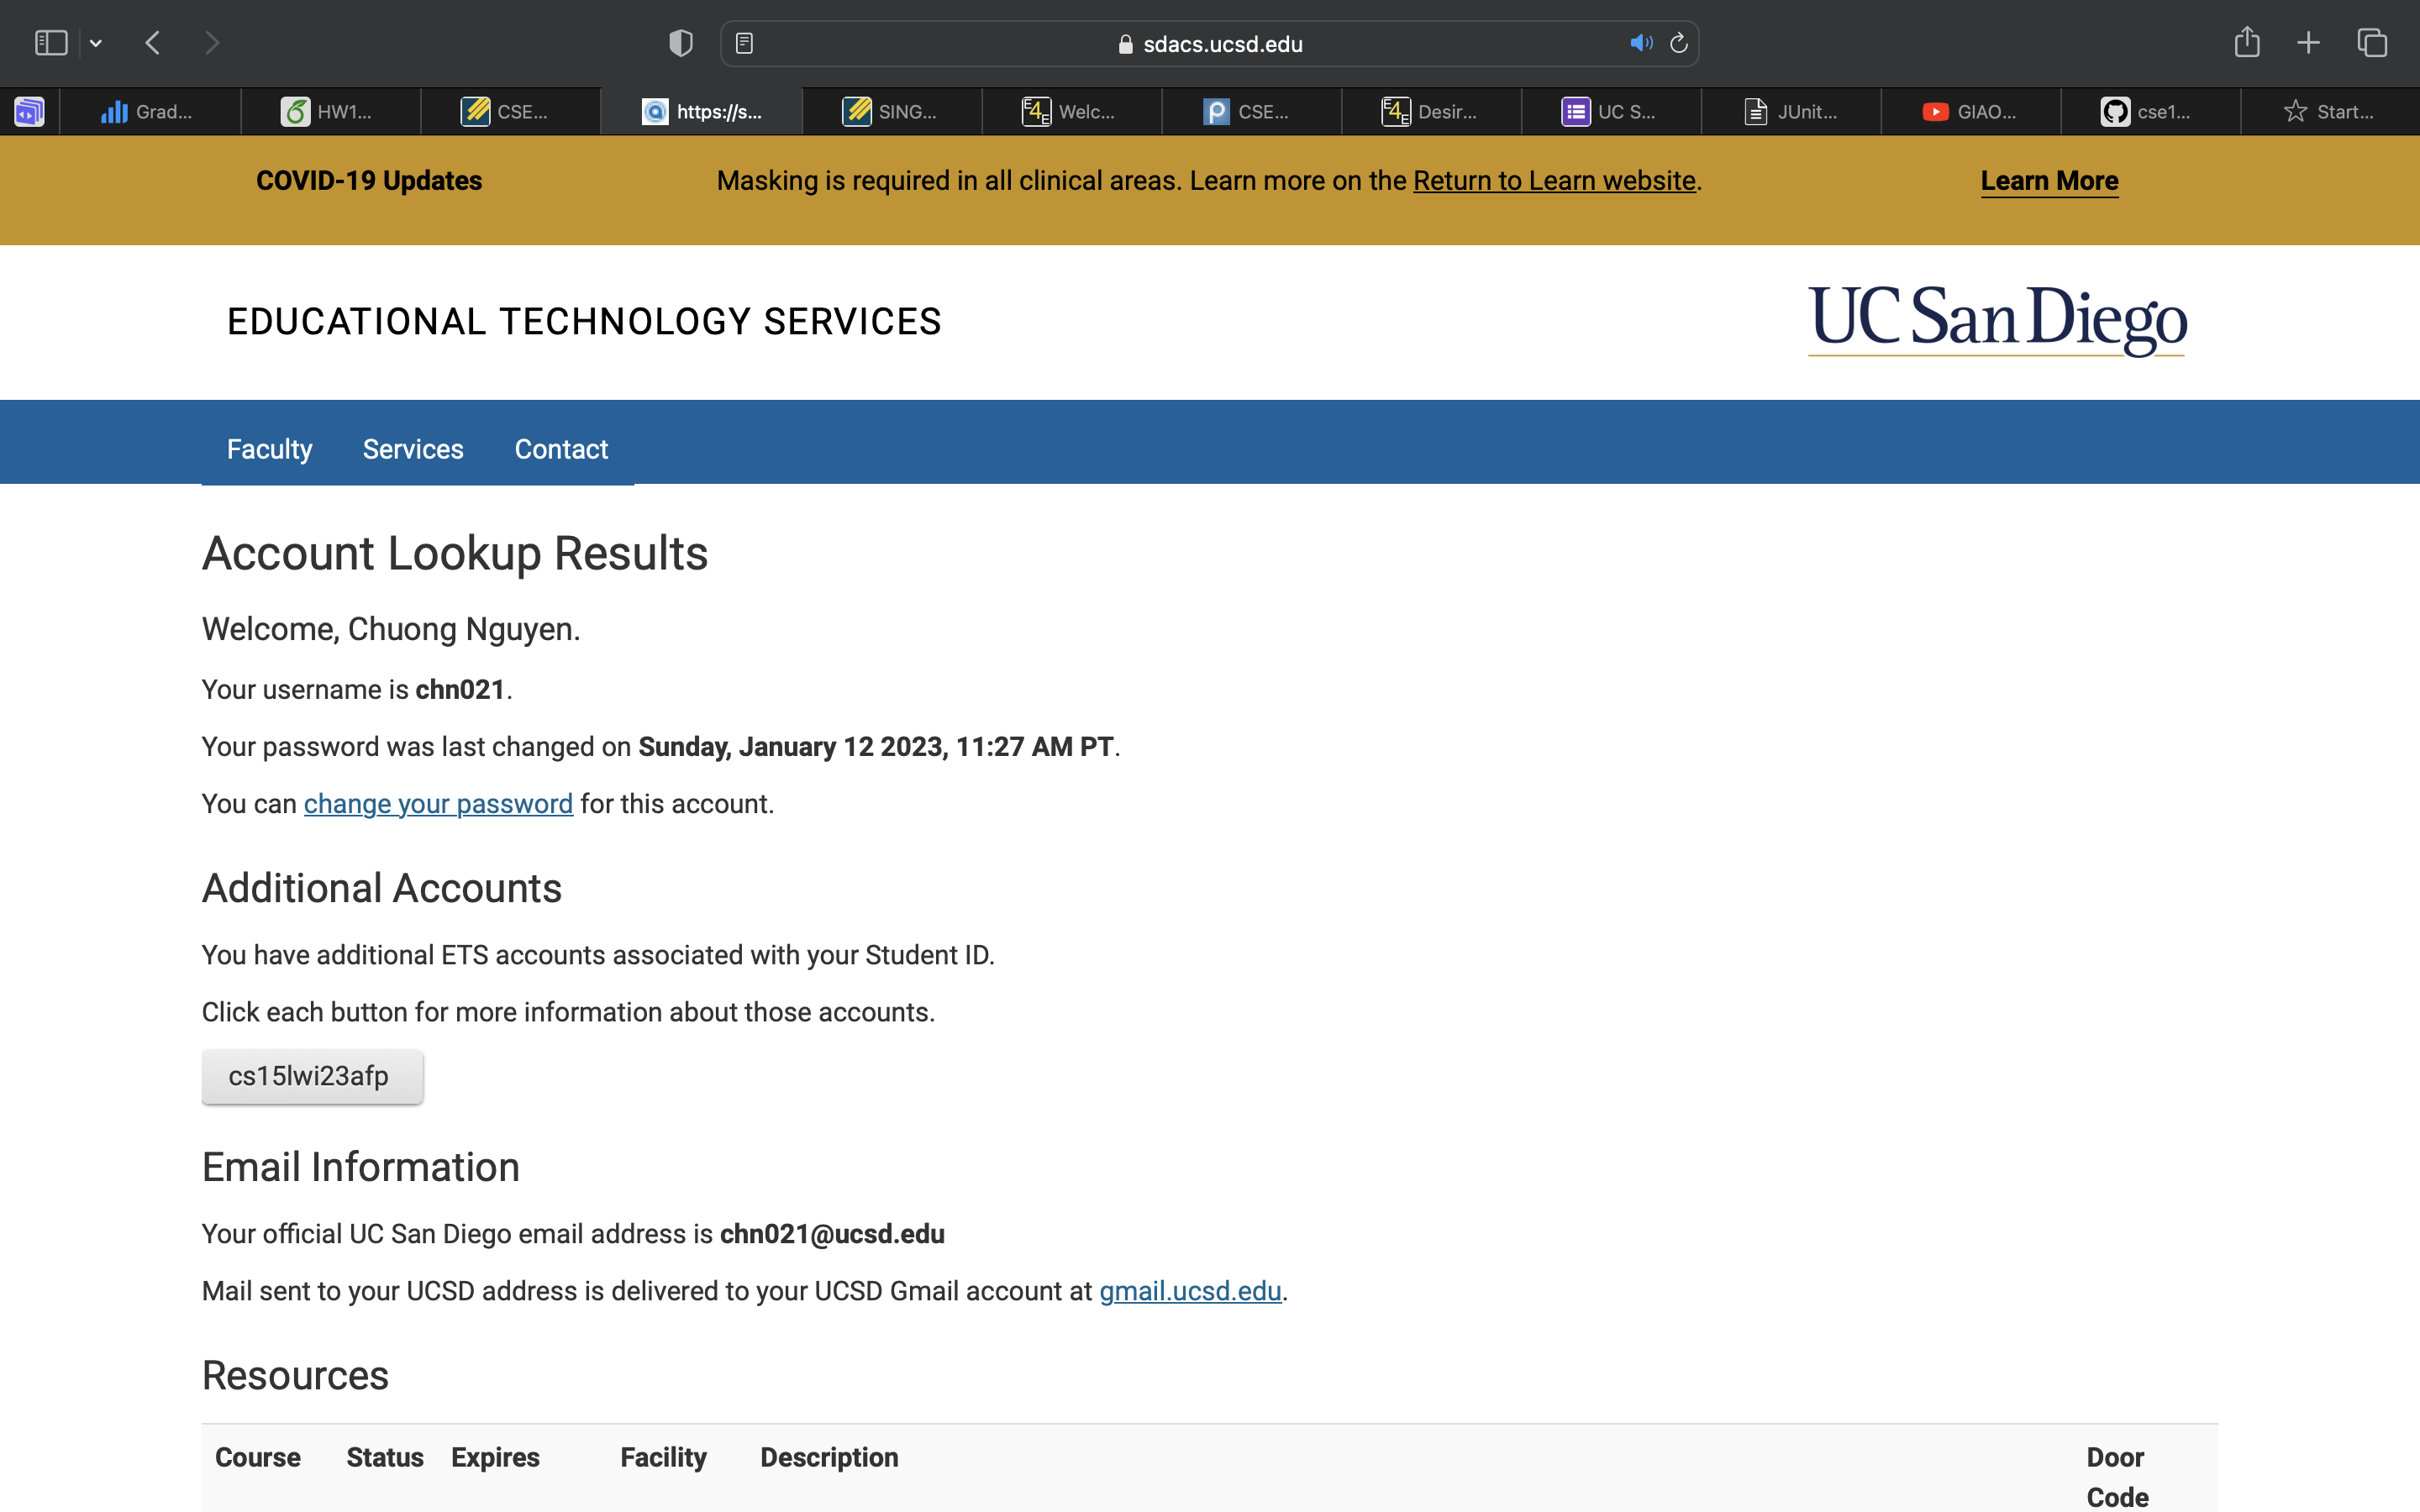 sdacs.ucsd.edu
Grad...
HW1...
CSE...
https://s...
SING...
Welc...
CSE...
Desir...
UC S...
JUnit...
GIAO...
cse1...
Start...
COVID-19 Updates
Masking is required in all clinical areas. Learn more on the Return to Learn website.
Learn More
EDUCATIONAL TECHNOLOGY SERVICES
UC San Diego
Faculty
Services
Contact
Account Lookup Results
Welcome, Chuong Nguyen.
Your username is chn021.
Your password was last changed on Sunday, January 12 2023, 11:27 AM PT.
You can change your password for this account.
Additional Accounts
You have additional ETS accounts associated with your Student ID.
Click each button for more information about those accounts.
cs15lwi23afp
Email Information
Your official UC San Diego email address is chn021@ucsd.edu
Mail sent to your UCSD address is delivered to your UCSD Gmail account at gmail.ucsd.edu.
Resources
Course Status Expires Facility Description Door
Code